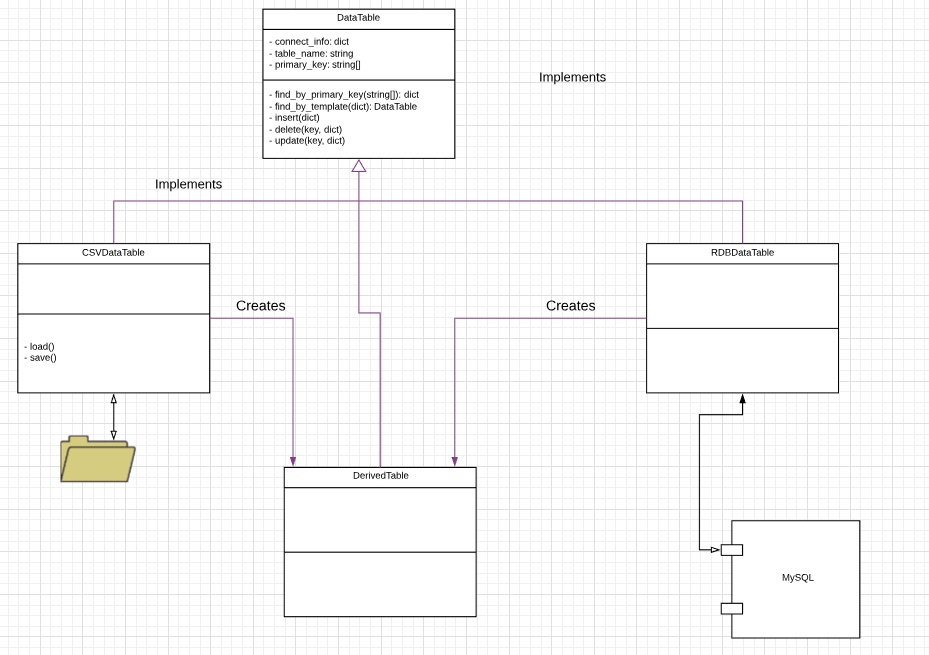 DataTable
- connect_info: dict
- table_name: string
- primary_key: string[]
- find_by_primary_key(string[]): dict
- find_by_template(dict): DataTable
- insert(dict)
- delete(key, dict)
- update(key, dict)
Implements
Implements
CSVDataTable
- load()
- save()
RDBDataTable
Creates
Creates
DerivedTable
MySQL